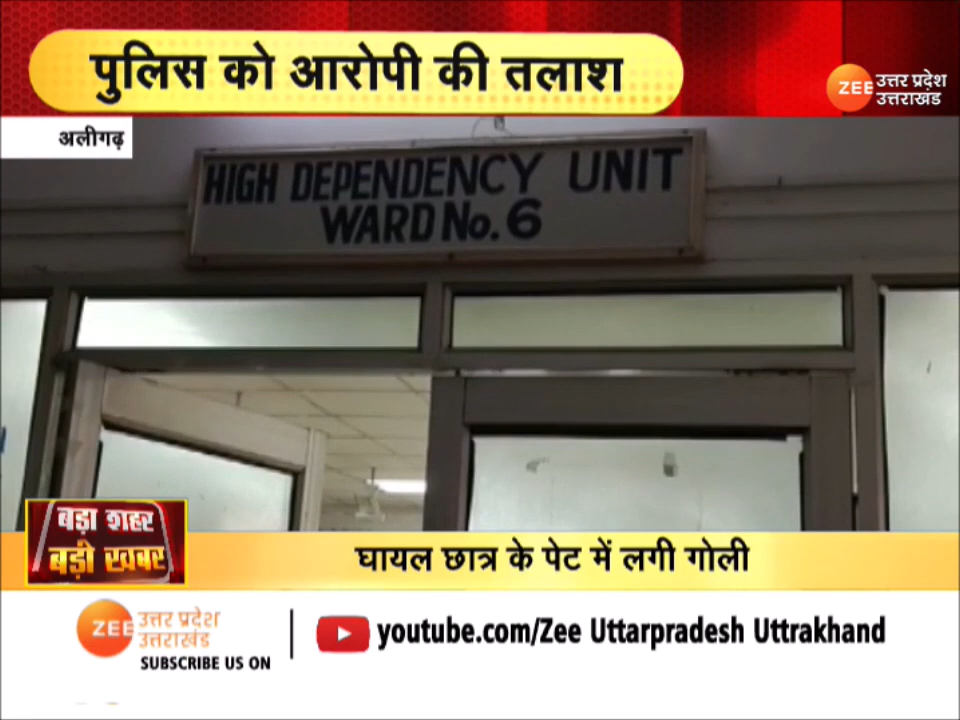 पुलिस को आरोपी की तलाश
ZEE उत्तर प्रदेश
उत्तराखंड
अलीगढ़
HIGH DEPENDENCY UNIT
WARD No. 6
बड़ा शहर
बड़ी खबर
घायल छात्र के पेट में लगी गोली
ZEE उत्तर प्रदेश
उत्तराखंड
SUBSCRIBE US ON
youtube.com/Zee Uttarpradesh Uttrakhand